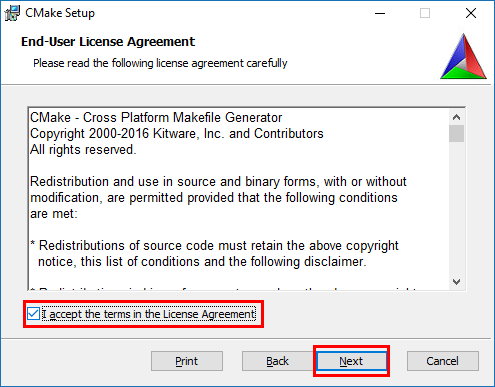 CMake Setup
End-User License Agreement
Please read the following license agreement carefully
CMake - Cross Platform Makefile Generator
Copyright 2000-2016 Kitware, Inc. and Contributors
All rights reserved.
Redistribution and use in source and binary forms, with or without
modification, are permitted provided that the following conditions
are met:
* Redistributions of source code must retain the above copyright
notice, this list of conditions and the following disclaimer.
I accept the terms in the License Agreement
Print Back Next Cancel